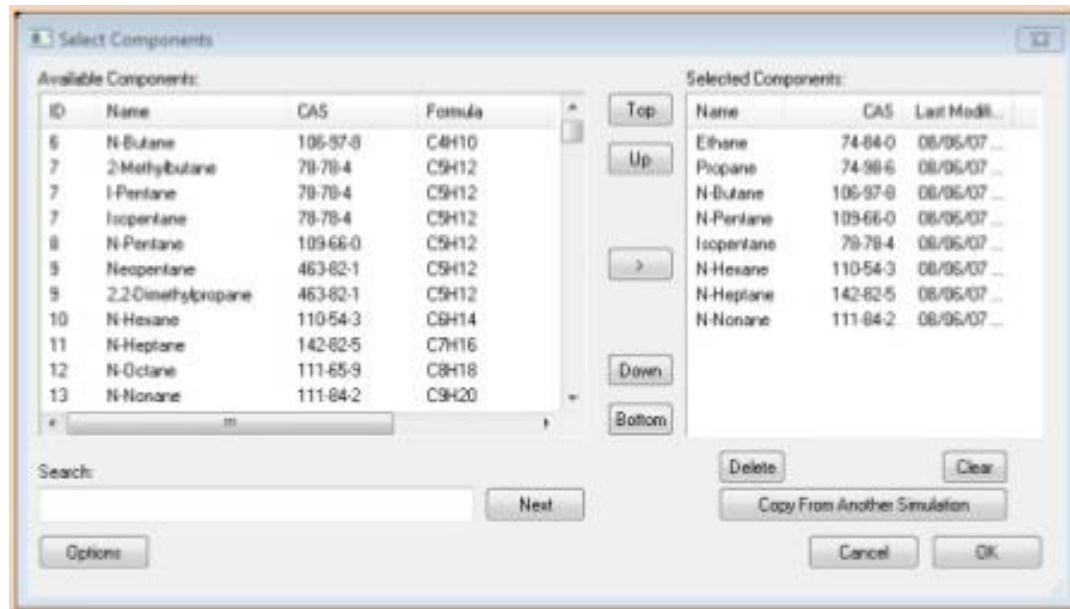 Select Components
Available Components:
ID Name CAS Formula
6 N-Butane 106-97-8 C4H10
7 2-Methylbutane 78-78-4 C5H12
7 I-Pentane 78-78-4 C5H12
7 Isopentane 78-78-4 C5H12
8 N-Pentane 109-66-0 C5H12
9 Neopentane 463-82-1 C5H12
9 2,2-Dimethylpropane 463-82-1 C5H12
10 N-Hexane 110-54-3 C6H14
11 N-Heptane 142-82-5 C7H16
12 N-Octane 111-65-9 C8H18
13 N-Nonane 111-84-2 C9H20
Search:
Next
Options
Top
Up
>
Down
Bottom
Selected Components:
Name CAS Last Modifi...
Ethane 74-84-0 08/06/07 ...
Propane 74-98-6 08/06/07 ...
N-Butane 106-97-8 08/06/07 ...
N-Pentane 109-66-0 08/06/07 ...
Isopentane 78-78-4 08/06/07 ...
N-Hexane 110-54-3 08/06/07 ...
N-Heptane 142-82-5 08/06/07 ...
N-Nonane 111-84-2 08/06/07 ...
Delete Clear
Copy From Another Simulation
Cancel OK